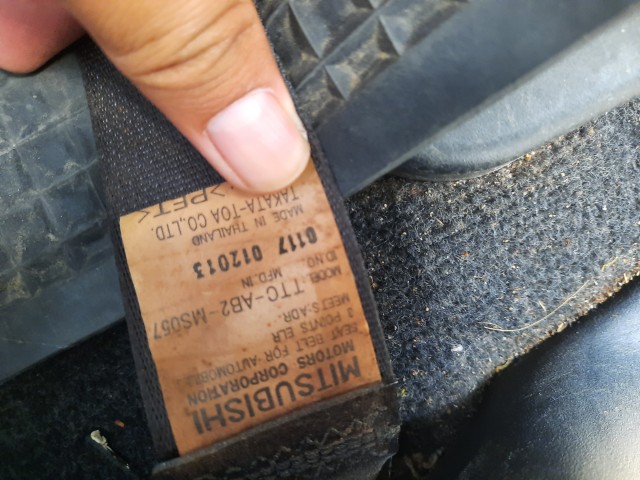 MITSUBISHI
MOTORS CORPORATION
SEAT BELT FOR AUTOMOBILES
3 POINTS ELR
MEETS-ADR
MODEL TTC-AB2-MS057
ID.NO MFD.IN
0117 012013
MADE IN THAILAND
TAKATA-TOA CO.,LTD.
>PET<